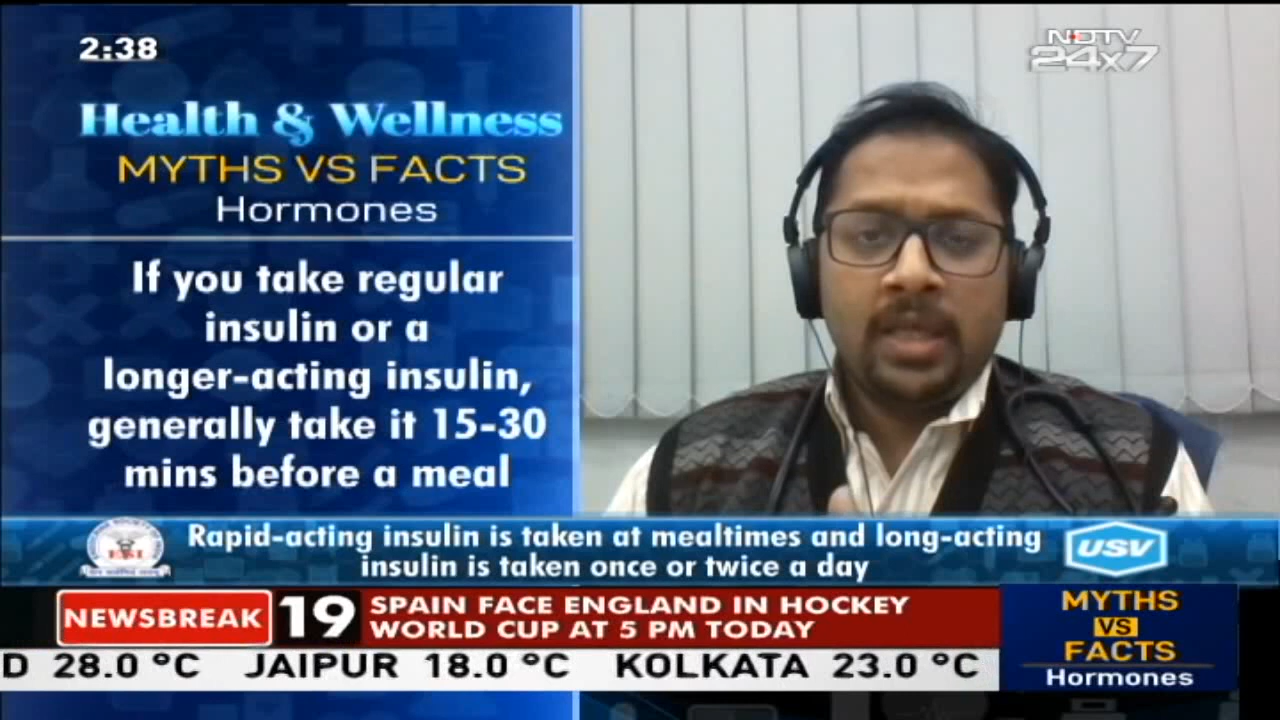 2:38
NDTV
24x7
Health & Wellness
MYTHS VS FACTS
Hormones
If you take regular
insulin or a
longer-acting insulin,
generally take it 15-30
mins before a meal
Rapid-acting insulin is taken at mealtimes and long-acting
insulin is taken once or twice a day
ESI
USV
NEWSBREAK
19
SPAIN FACE ENGLAND IN HOCKEY
WORLD CUP AT 5 PM TODAY
MYTHS
VS
FACTS
Hormones
D 28.0 °C JAIPUR 18.0 °C KOLKATA 23.0 °C